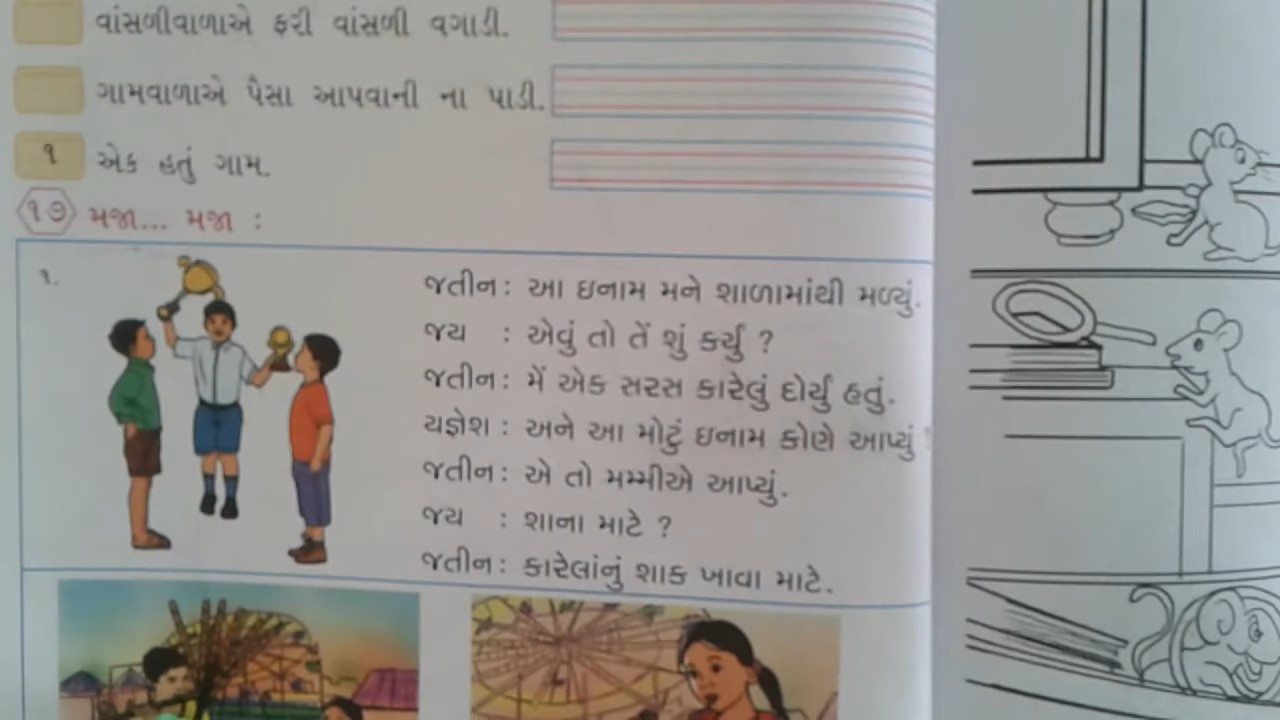 વાંસળીવાળાએ ફરી વાંસળી વગાડી.
ગામવાળાએ પૈસા આપવાની ના પાડી.
૧ એક હતું ગામ.
૧૭ મજા... મજા :
૧.
જતીન : આ ઇનામ મને શાળામાંથી મળ્યું.
જય : એવું તો તેં શું કર્યું ?
જતીન : મેં એક સરસ કારેલું દોર્યું હતું.
યજ્ઞેશ : અને આ મોટું ઇનામ કોણે આપ્યું ?
જતીન : એ તો મમ્મીએ આપ્યું.
જય : શાના માટે ?
જતીન : કારેલાંનું શાક ખાવા માટે.